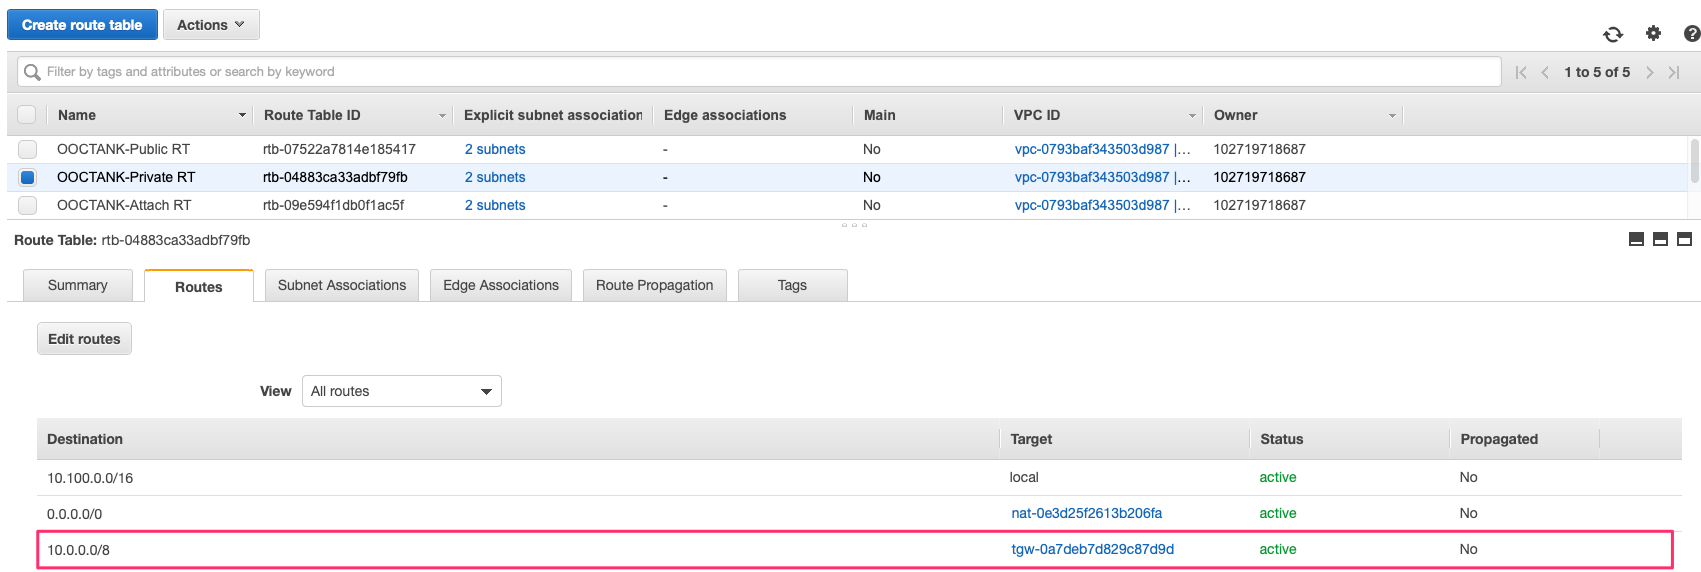 Create route table Actions
Filter by tags and attributes or search by keyword 1 to 5 of 5
Name Route Table ID Explicit subnet association Edge associations Main VPC ID Owner
OOCTANK-Public RT rtb-07522a7814e185417 2 subnets - No vpc-0793baf343503d987 |... 102719718687
OOCTANK-Private RT rtb-04883ca33adbf79fb 2 subnets - No vpc-0793baf343503d987 |... 102719718687
OOCTANK-Attach RT rtb-09e594f1db0f1ac5f 2 subnets - No vpc-0793baf343503d987 |... 102719718687
Route Table: rtb-04883ca33adbf79fb
Summary Routes Subnet Associations Edge Associations Route Propagation Tags
Edit routes
View All routes
Destination Target Status Propagated
10.100.0.0/16 local active No
0.0.0.0/0 nat-0e3d25f2613b206fa active No
10.0.0.0/8 tgw-0a7deb7d829c87d9d active No